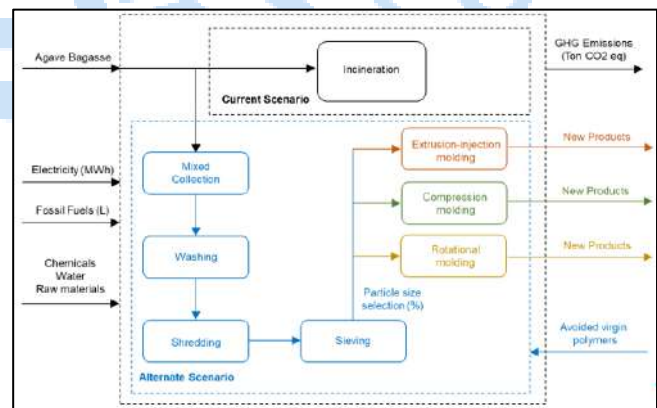 Agave Bagasse
Incineration
Current Scenario
GHG Emissions
(Ton CO2 eq)
Electricity (MWh)
Fossil Fuels (L)
Chemicals
Water
Raw materials
Mixed
Collection
Washing
Shredding
Sieving
Particle size
selection (%)
Extrusion-injection
molding
Compression
molding
Rotational
molding
New Products
New Products
New Products
Avoided virgin
polymers
Alternate Scenario